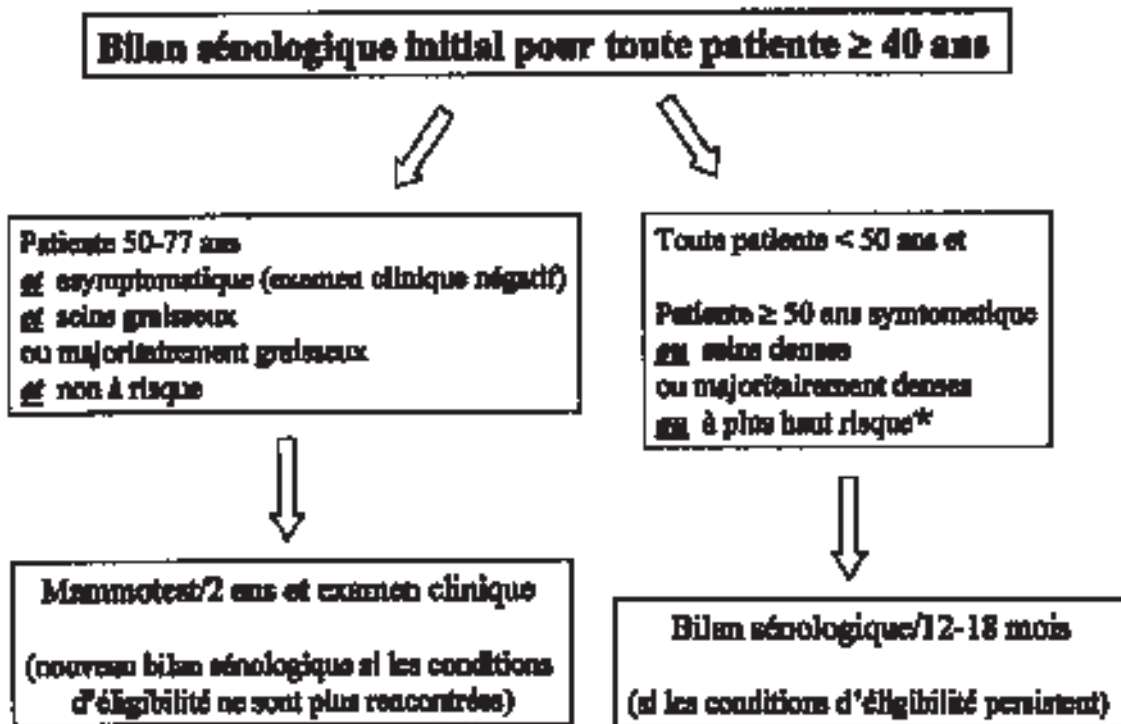 Bilan sénologique initial pour toute patiente ≥ 40 ans
Patiente 50-77 ans
et asymptomatique (examen clinique négatif)
et seins graisseux
ou majoritairement graisseux
et non à risque
Toute patiente < 50 ans et
Patiente ≥ 50 ans symtomatique
ou seins denses
ou majoritairement denses
ou à plus haut risque*
Mammotest/2 ans et examen clinique
(nouveau bilan sénologique si les conditions
d'éligibilité ne sont plus rencontrées)
Bilan sénologique/12-18 mois
(si les conditions d'éligibilité persistent)